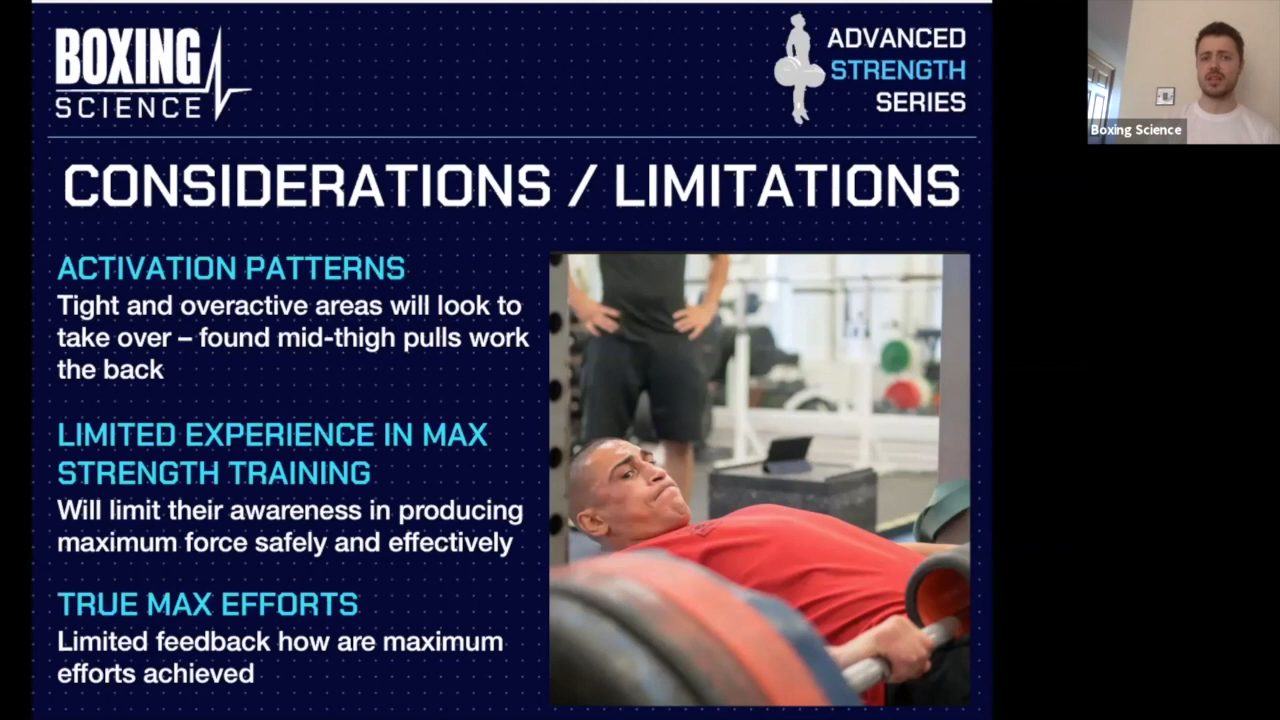 BOXING
SCIENCE
ADVANCED
STRENGTH
SERIES
Boxing Science
CONSIDERATIONS / LIMITATIONS
ACTIVATION PATTERNS
Tight and overactive areas will look to
take over – found mid-thigh pulls work
the back
LIMITED EXPERIENCE IN MAX
STRENGTH TRAINING
Will limit their awareness in producing
maximum force safely and effectively
TRUE MAX EFFORTS
Limited feedback how are maximum
efforts achieved